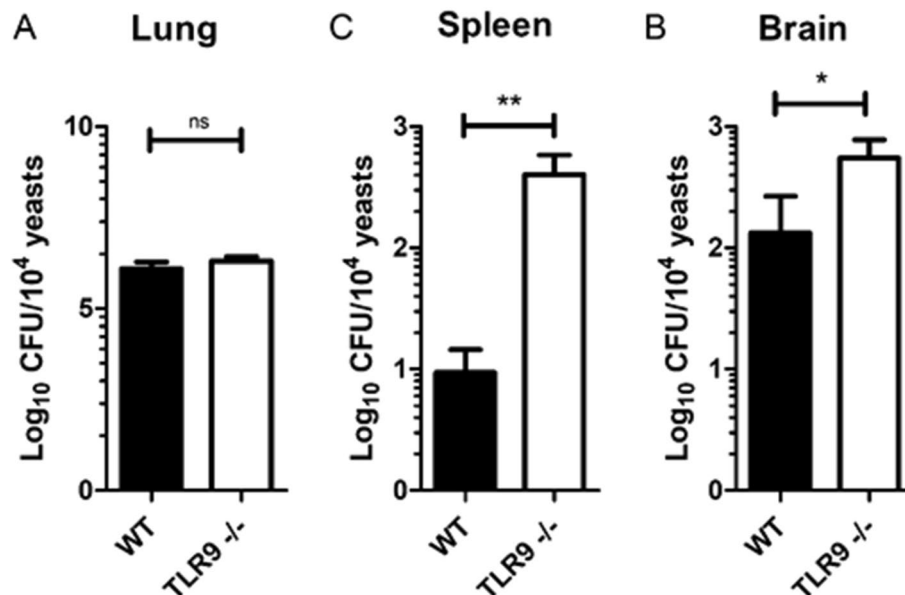 A Lung
ns
10
5
0
Log₁₀ CFU/10⁴ yeasts
WT
TLR9 -/-
C Spleen
**
3
2
1
0
Log₁₀ CFU/10⁴ yeasts
WT
TLR9 -/-
B Brain
*
3
2
1
0
Log₁₀ CFU/10⁴ yeasts
WT
TLR9 -/-